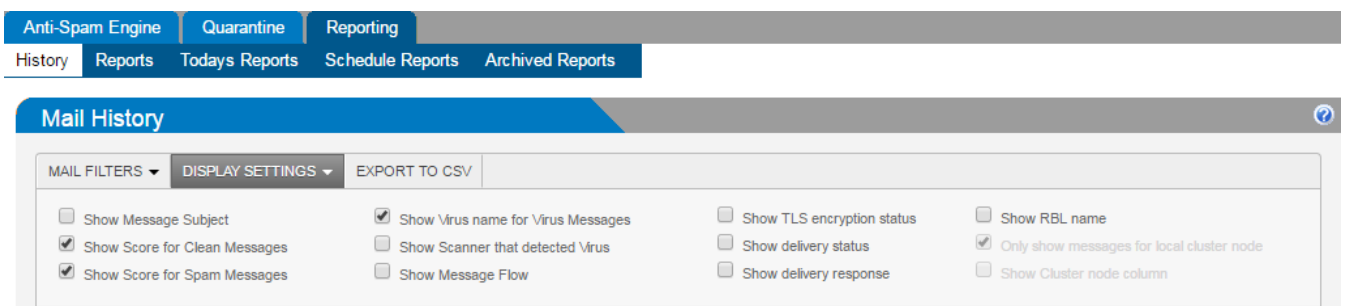 Anti-Spam Engine Quarantine Reporting
History Reports Todays Reports Schedule Reports Archived Reports
Mail History
MAIL FILTERS DISPLAY SETTINGS EXPORT TO CSV
Show Message Subject Show Virus name for Virus Messages Show TLS encryption status Show RBL name
Show Score for Clean Messages Show Scanner that detected Virus Show delivery status Only show messages for local cluster node
Show Score for Spam Messages Show Message Flow Show delivery response Show Cluster node column